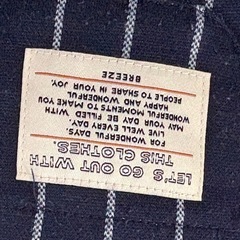 LET'S GO OUT WITH
THIS CLOTHES.
FOR WONDERFUL DAYS.
LIVE WELL EVERY DAY.
MAY YOUR DAY BE FILLED WITH
WONDERFUL MOMENTS TO MAKE YOU
HAPPY AND WONDERFUL
PEOPLE TO SHARE IN YOUR JOY.
BREEZE